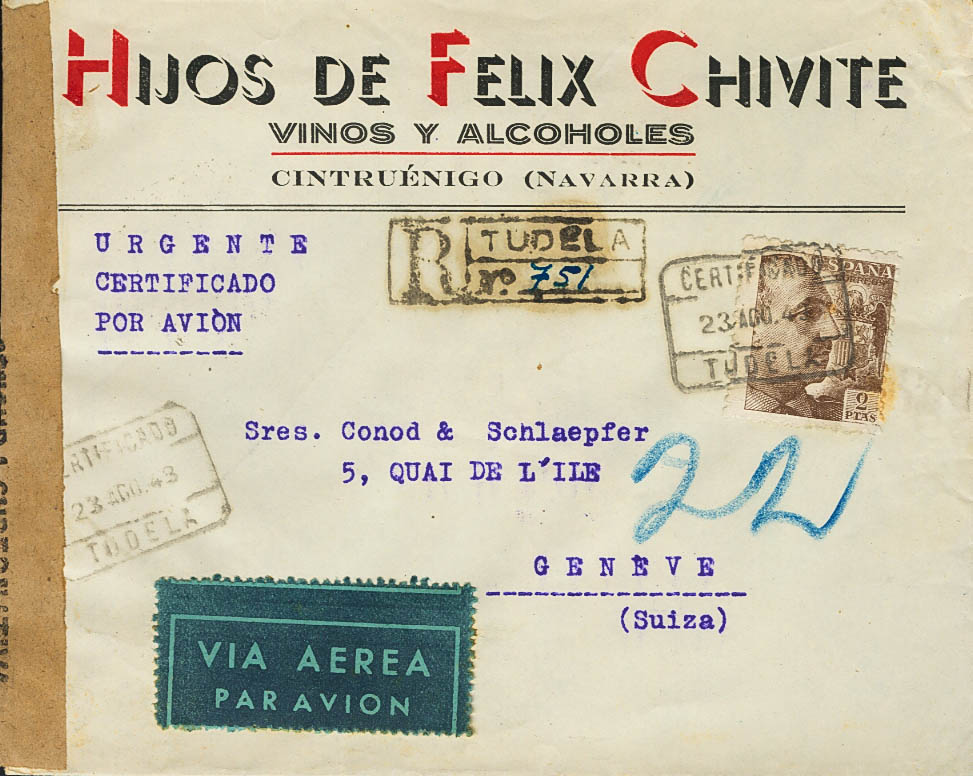 HIJOS DE FELIX CHIVITE
VINOS Y ALCOHOLES
CINTRUÉNIGO (NAVARRA)
URGENTE
CERTIFICADO
POR AVIÒN
R TUDELA
nº. 751
CERTIFICADO
23 AGO. 43
TUDELA
ESPAÑA
2
PTAS
Sres. Conod & Schlaepfer
5, QUAI DE L'ILE
GENÈVE
(Suiza)
22
CERTIFICADO
23 AGO. 43
TUDELA
VIA AEREA
PAR AVION